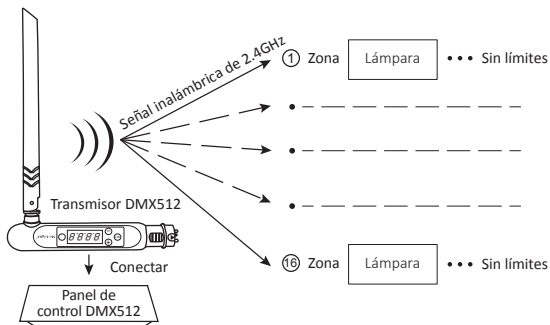 Señal inalámbrica de 2.4GHz
1 Zona Lámpara ••• Sin límites
Transmisor DMX512
8888
Conectar
16 Zona Lámpara ••• Sin límites
Panel de
control DMX512